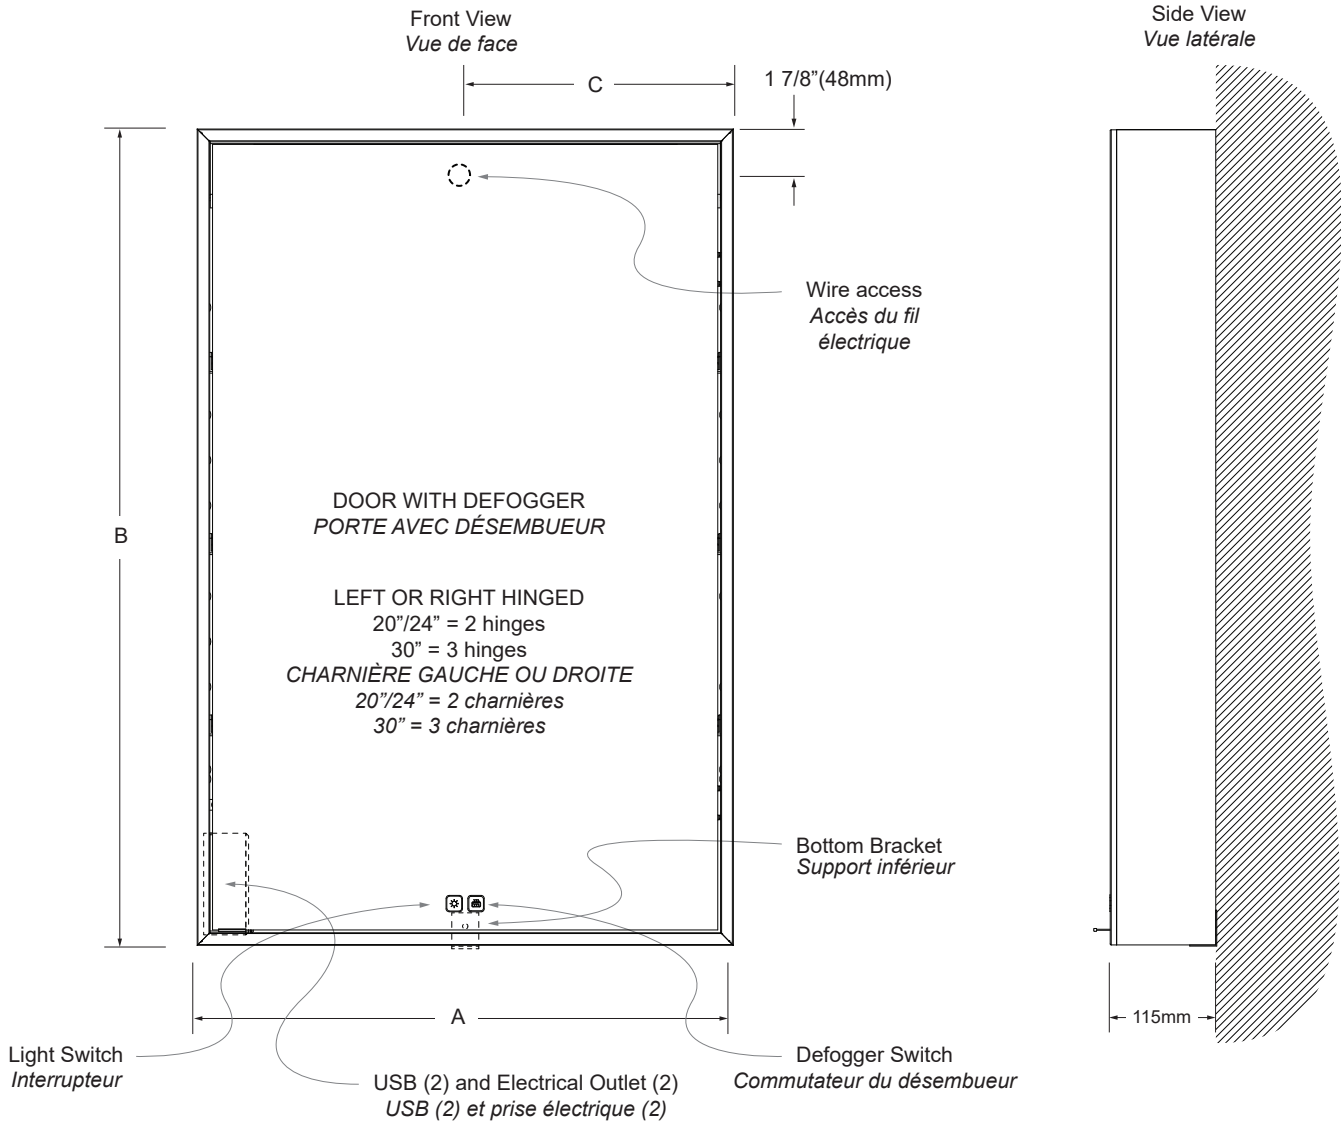 Front View
Vue de face
Side View
Vue latérale
C
1 7/8”(48mm)
Wire access
Accès du fil
électrique
DOOR WITH DEFOGGER
PORTE AVEC DÉSEMBUEUR
B
LEFT OR RIGHT HINGED
20”/24” = 2 hinges
30” = 3 hinges
CHARNIÈRE GAUCHE OU DROITE
20”/24” = 2 charnières
30” = 3 charnières
Bottom Bracket
Support inférieur
A
115mm
Light Switch
Interrupteur
Defogger Switch
Commutateur du désembueur
USB (2) and Electrical Outlet (2)
USB (2) et prise électrique (2)